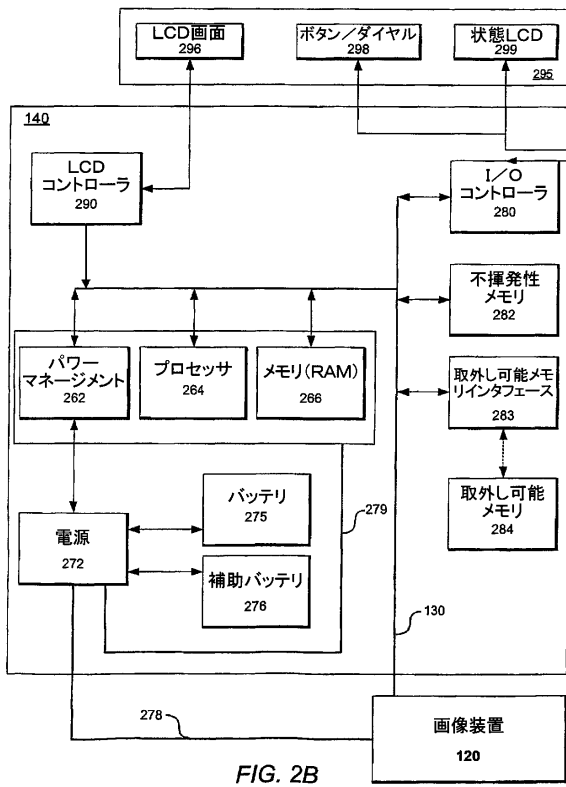 LCD画面
296
ボタン/ダイヤル
298
状態LCD
299
295
140
LCD
コントローラ
290
I/O
コントローラ
280
不揮発性
メモリ
282
パワー
マネージメント
262
プロセッサ
264
メモリ(RAM)
266
取外し可能メモ
リインタフェース
283
取外し可能
メモリ
284
バッテリ
275
279
電源
272
補助バッテリ
276
130
278
画像装置
120
FIG. 2B